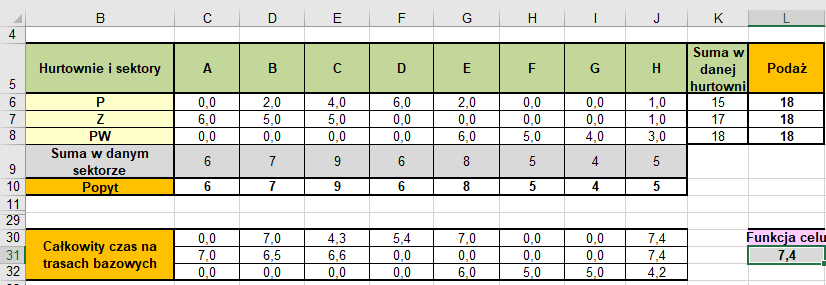 B C D E F G H I J K L
4
5 Hurtownie i sektory A B C D E F G H Suma w danej hurtowni Podaż
6 P 0,0 2,0 4,0 6,0 2,0 0,0 0,0 1,0 15 18
7 Z 6,0 5,0 5,0 0,0 0,0 0,0 0,0 1,0 17 18
8 PW 0,0 0,0 0,0 0,0 6,0 5,0 4,0 3,0 18 18
9 Suma w danym sektorze 6 7 9 6 8 5 4 5
10 Popyt 6 7 9 6 8 5 4 5
11
29
30 Całkowity czas na trasach bazowych 0,0 7,0 4,3 5,4 7,0 0,0 0,0 7,4 Funkcja celu
31 7,0 6,5 6,6 0,0 0,0 0,0 0,0 7,4 7,4
32 0,0 0,0 0,0 0,0 6,0 5,0 5,0 4,2